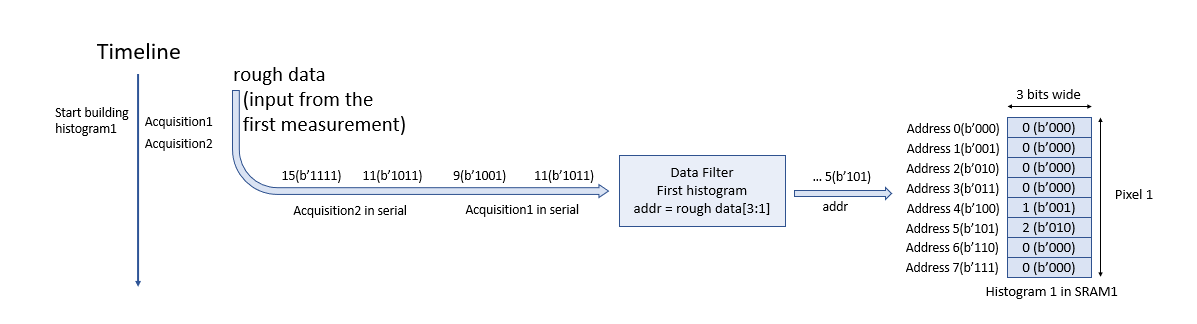 Timeline
Start building
histogram1
Acquisition1
Acquisition2
rough data
(input from the
first measurement)
15(b’1111)
11(b’1011)
9(b’1001)
11(b’1011)
Acquisition2 in serial
Acquisition1 in serial
Data Filter
First histogram
addr = rough data[3:1]
... 5(b’101)
addr
3 bits wide
Address 0(b’000) 0 (b’000)
Address 1(b’001) 0 (b’000)
Address 2(b’010) 0 (b’000)
Address 3(b’011) 0 (b’000)
Address 4(b’100) 1 (b’001)
Address 5(b’101) 2 (b’010)
Address 6(b’110) 0 (b’000)
Address 7(b’111) 0 (b’000)
Pixel 1
Histogram 1 in SRAM1